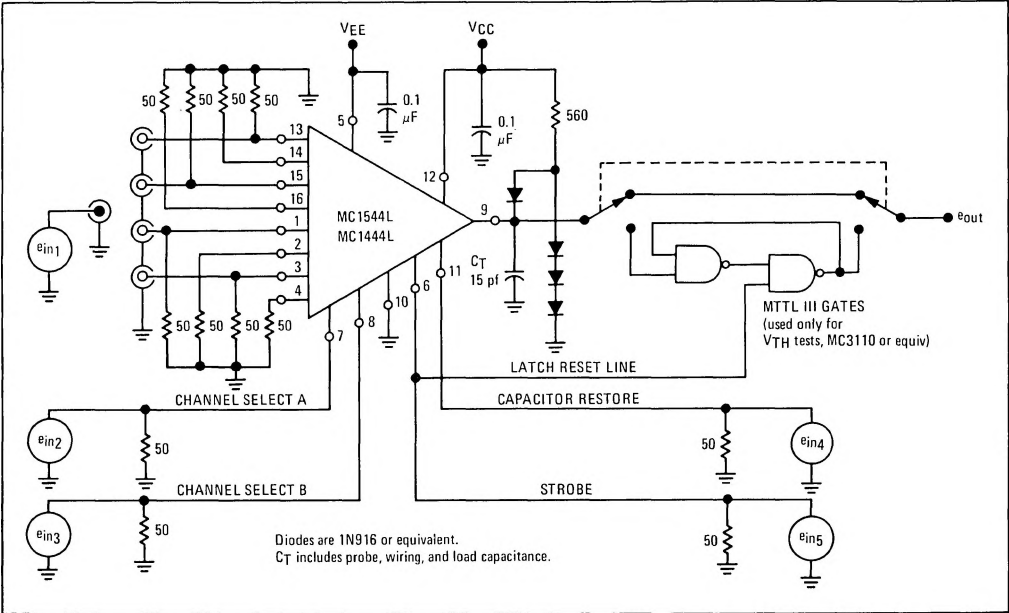 VEE
VCC
50
50
50
50
0.1
μF
5
0.1
μF
560
13
14
15
16
1
2
3
4
12
MC1544L
MC1444L
9
ein1
eout
CT
15 pf
11
6
10
8
7
50
50
50
50
MTTL III GATES
(used only for
VTH tests, MC3110 or equiv)
LATCH RESET LINE
CHANNEL SELECT A
CAPACITOR RESTORE
ein2
50
50
ein4
CHANNEL SELECT B
STROBE
ein3
50
50
ein5
Diodes are 1N916 or equivalent.
CT includes probe, wiring, and load capacitance.